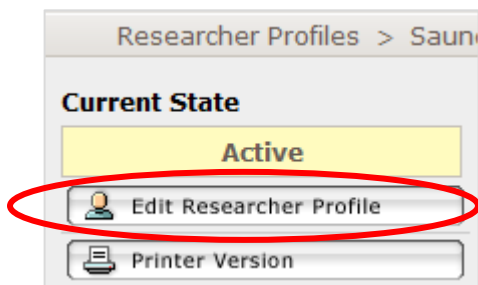 Researcher Profiles >
Current State
Active
Edit Researcher Profile
Printer Version